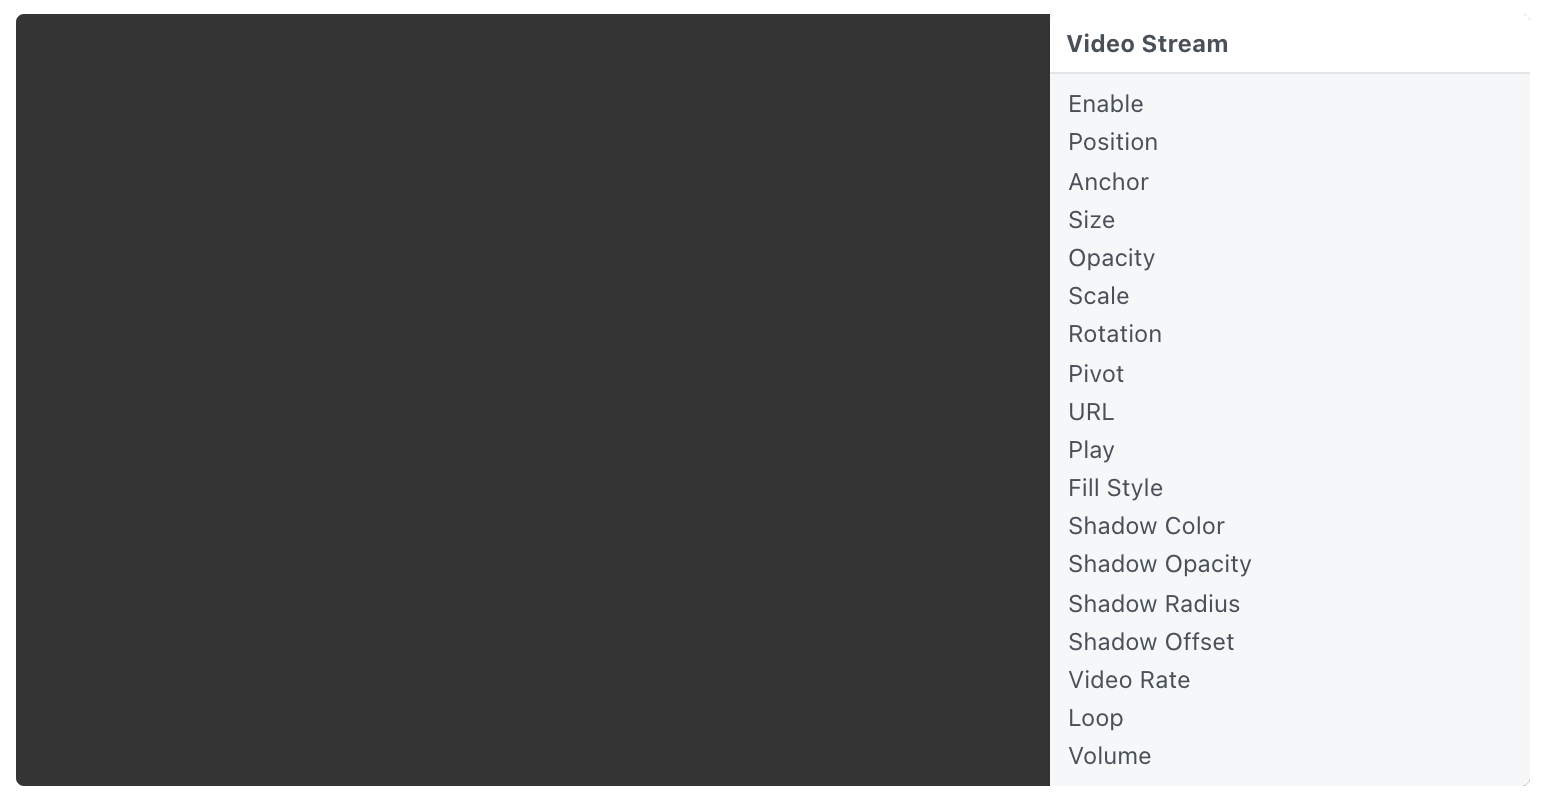 Video Stream
Enable
Position
Anchor
Size
Opacity
Scale
Rotation
Pivot
URL
Play
Fill Style
Shadow Color
Shadow Opacity
Shadow Radius
Shadow Offset
Video Rate
Loop
Volume